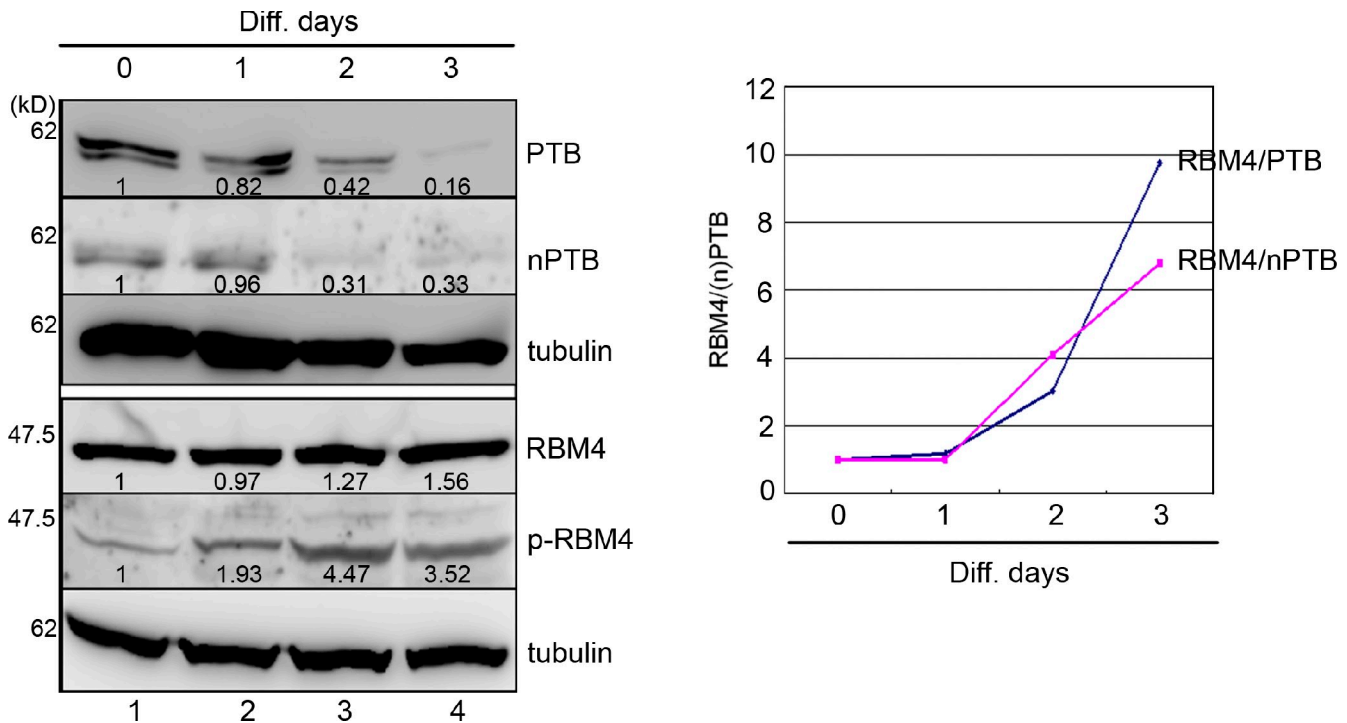 Diff. days
0 1 2 3
(kD)
62
PTB
1 0.82 0.42 0.16
62
nPTB
1 0.96 0.31 0.33
62
tubulin
47.5
RBM4
1 0.97 1.27 1.56
47.5
p-RBM4
1 1.93 4.47 3.52
62
tubulin
1 2 3 4
12
10
8
6
4
2
0
RBM4/(n)PTB
RBM4/PTB
RBM4/nPTB
0 1 2 3
Diff. days